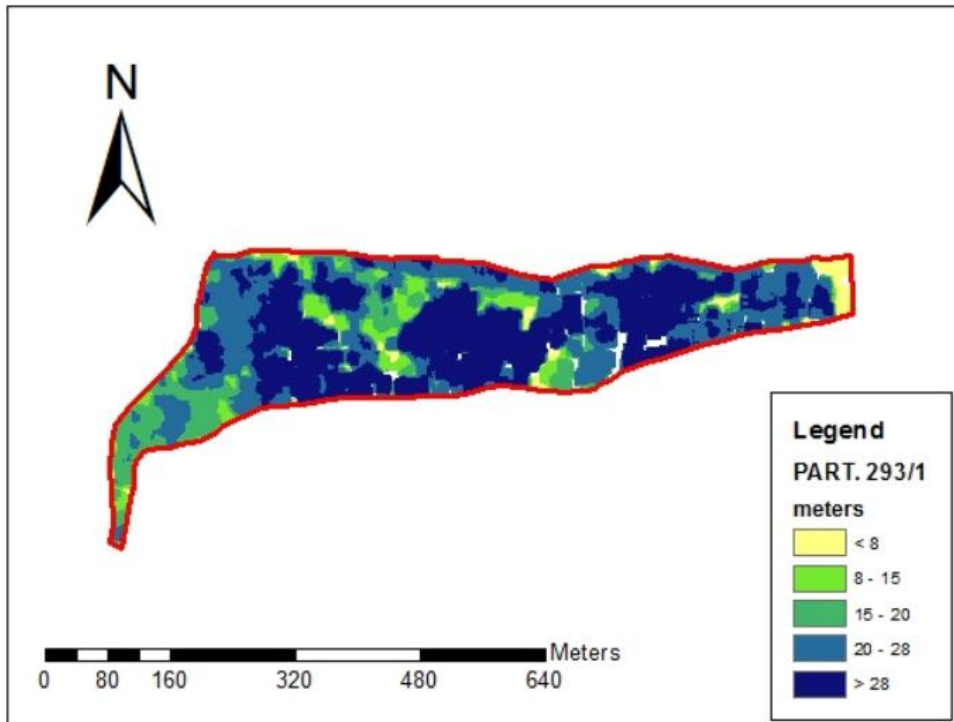 N
Legend
PART. 293/1
meters
< 8
8 - 15
15 - 20
20 - 28
> 28
Meters
0 80 160 320 480 640